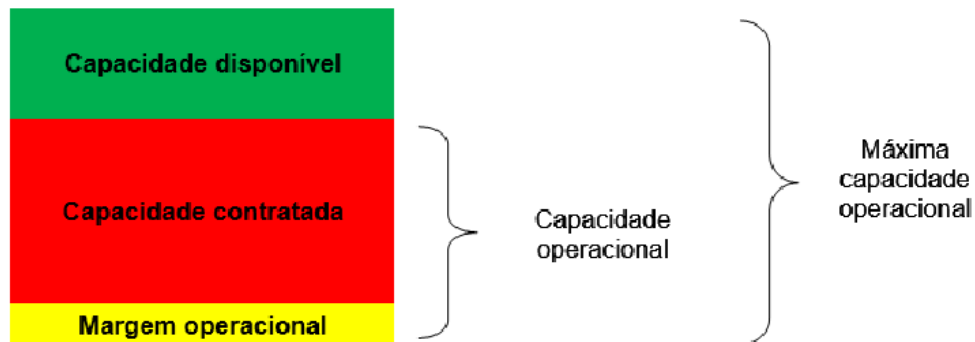 Capacidade disponível
Capacidade contratada
Margem operacional
Capacidade
operacional
Máxima
capacidade
operacional